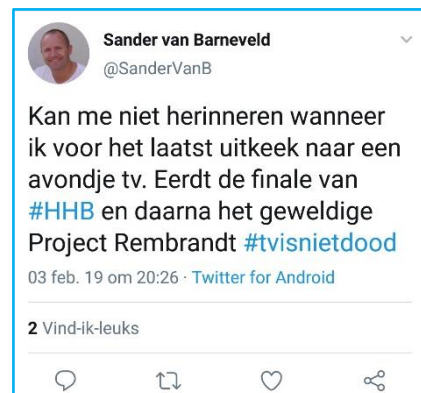 Sander van Barneveld
@SanderVanB
Kan me niet herinneren wanneer
ik voor het laatst uitkeek naar een
avondje tv. Eerdt de finale van
#HHB en daarna het geweldige
Project Rembrandt #tvisnietdood
03 feb. 19 om 20:26 · Twitter for Android
2 Vind-ik-leuks